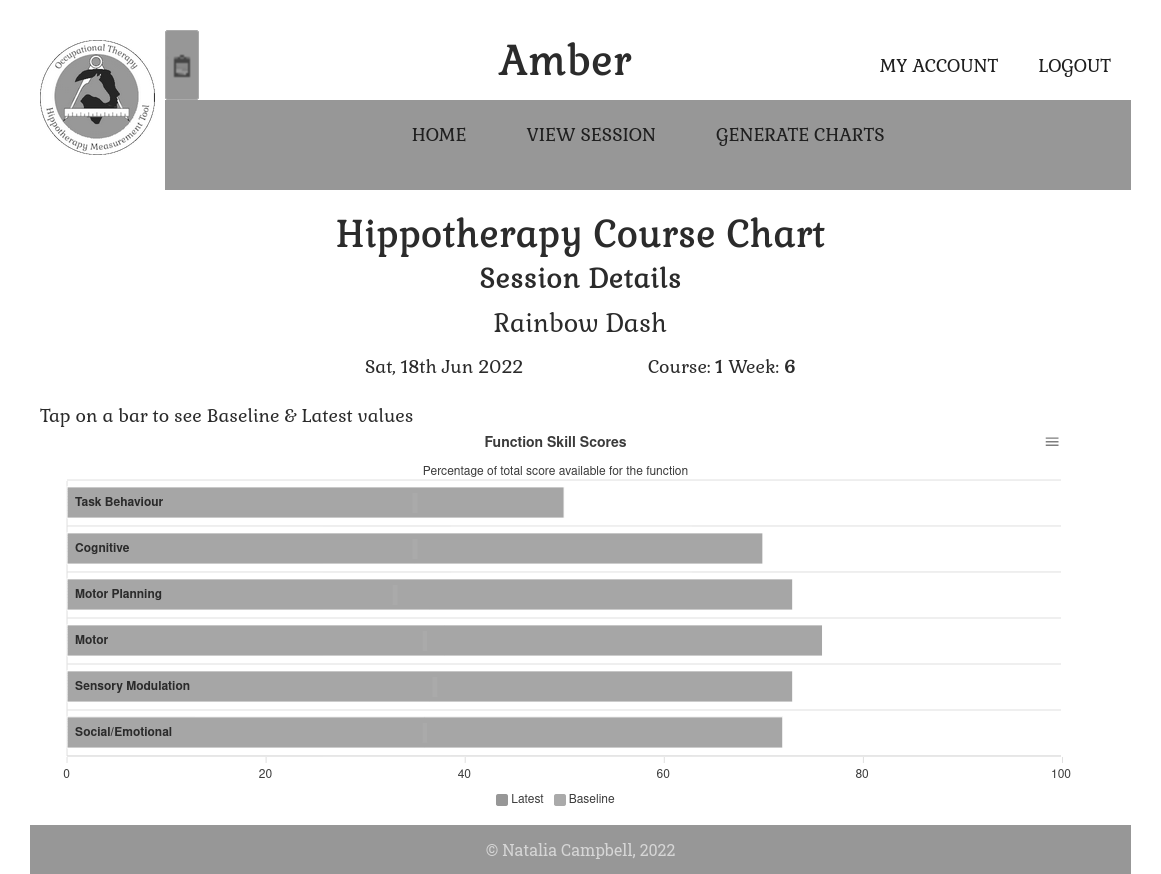 Occupational Therapy
Hippotherapy Measurement Tool
Amber
MY ACCOUNT LOGOUT
HOME VIEW SESSION GENERATE CHARTS
Hippotherapy Course Chart
Session Details
Rainbow Dash
Sat, 18th Jun 2022 Course: 1 Week: 6
Tap on a bar to see Baseline & Latest values
Function Skill Scores
Percentage of total score available for the function
Task Behaviour
Cognitive
Motor Planning
Motor
Sensory Modulation
Social/Emotional
0 20 40 60 80 100
Latest Baseline
© Natalia Campbell, 2022